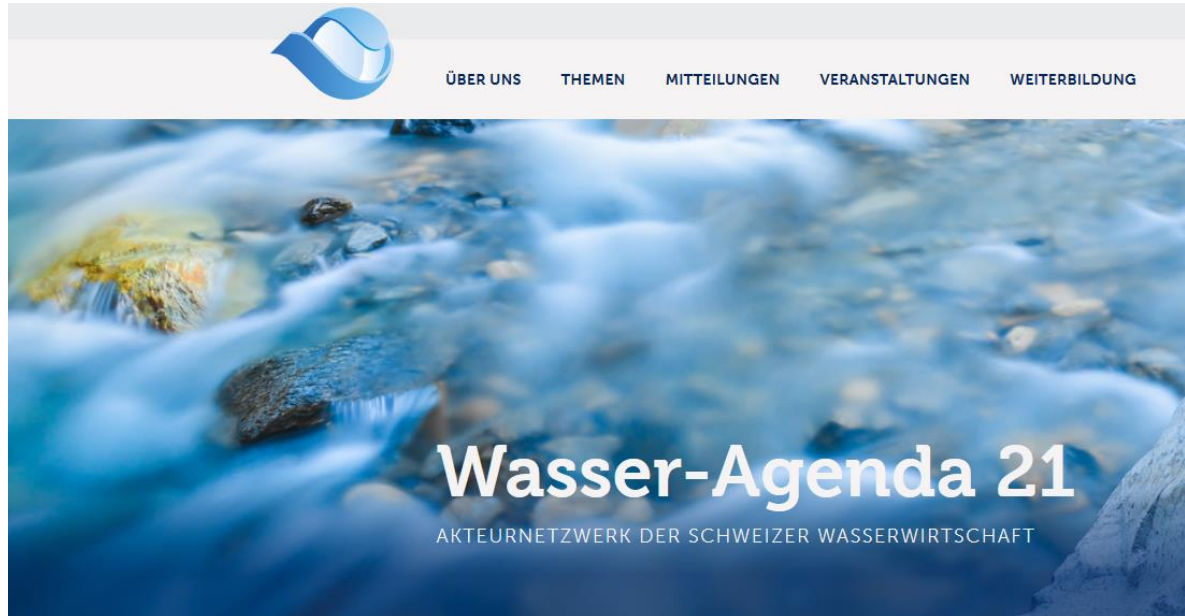 ÜBER UNS THEMEN MITTEILUNGEN VERANSTALTUNGEN WEITERBILDUNG
Wasser-Agenda 21
AKTEURNETZWERK DER SCHWEIZER WASSERWIRTSCHAFT